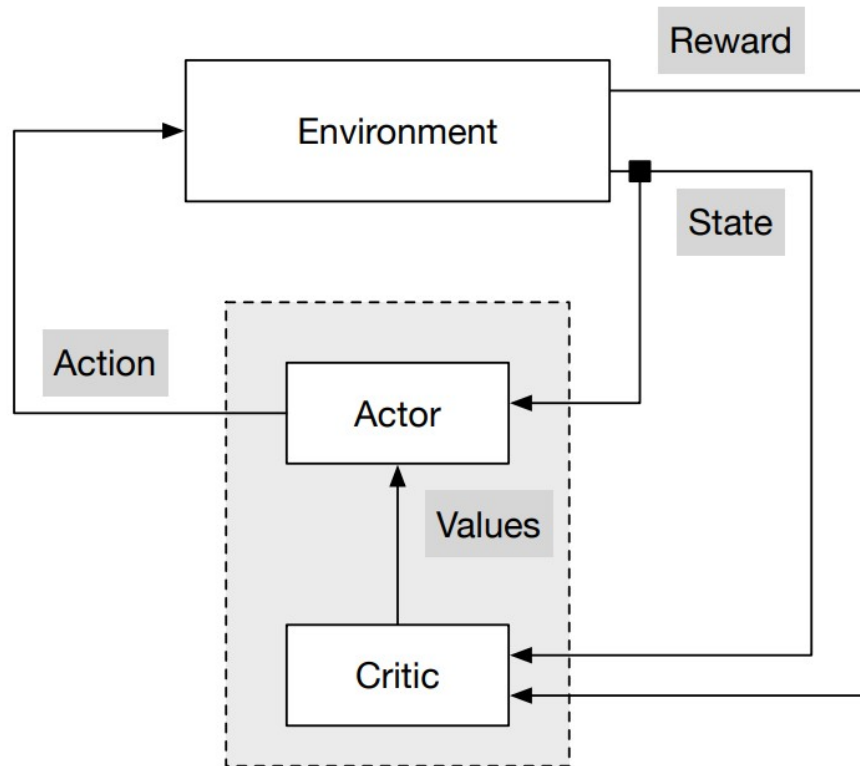 Reward
Environment
State
Action
Actor
Values
Critic